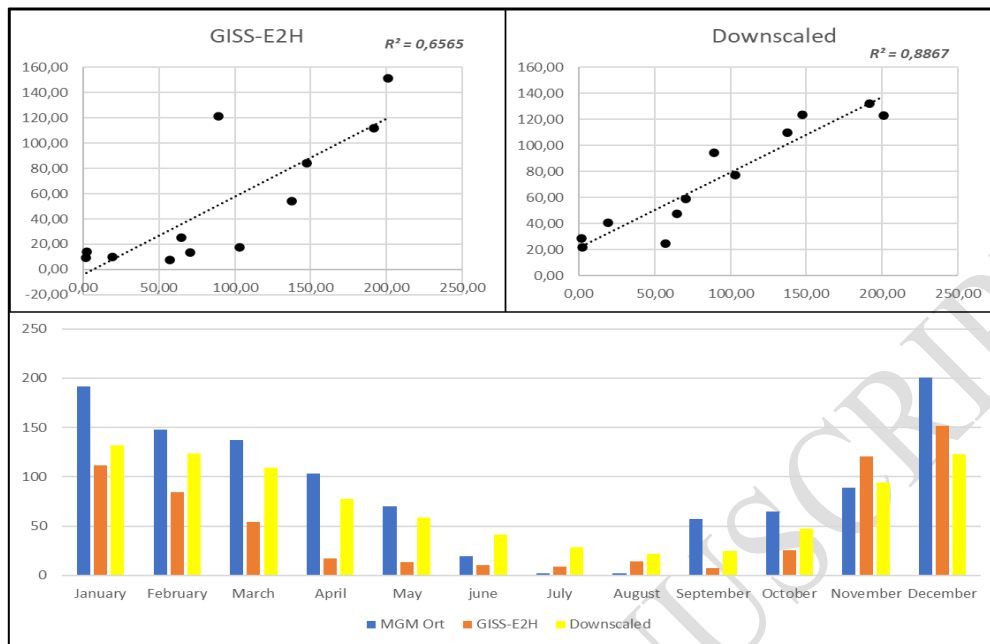 GISS-E2H
R² = 0,6565
160,00
140,00
120,00
100,00
80,00
60,00
40,00
20,00
0,00
-20,00
0,00 50,00 100,00 150,00 200,00 250,00
Downscaled
R² = 0,8867
160,00
140,00
120,00
100,00
80,00
60,00
40,00
20,00
0,00
0,00 50,00 100,00 150,00 200,00 250,00
250
200
150
100
50
0
January February March April May june July August September October November December
MGM Ort GISS-E2H Downscaled
USCRIP